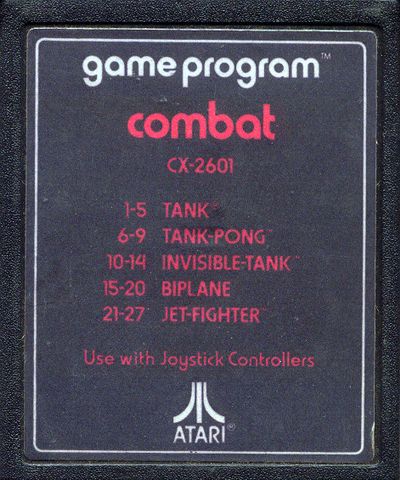 game program™
combat
CX-2601
1-5 TANK™
6-9 TANK-PONG™
10-14 INVISIBLE-TANK™
15-20 BIPLANE
21-27 JET-FIGHTER™
Use with Joystick Controllers
ATARI®